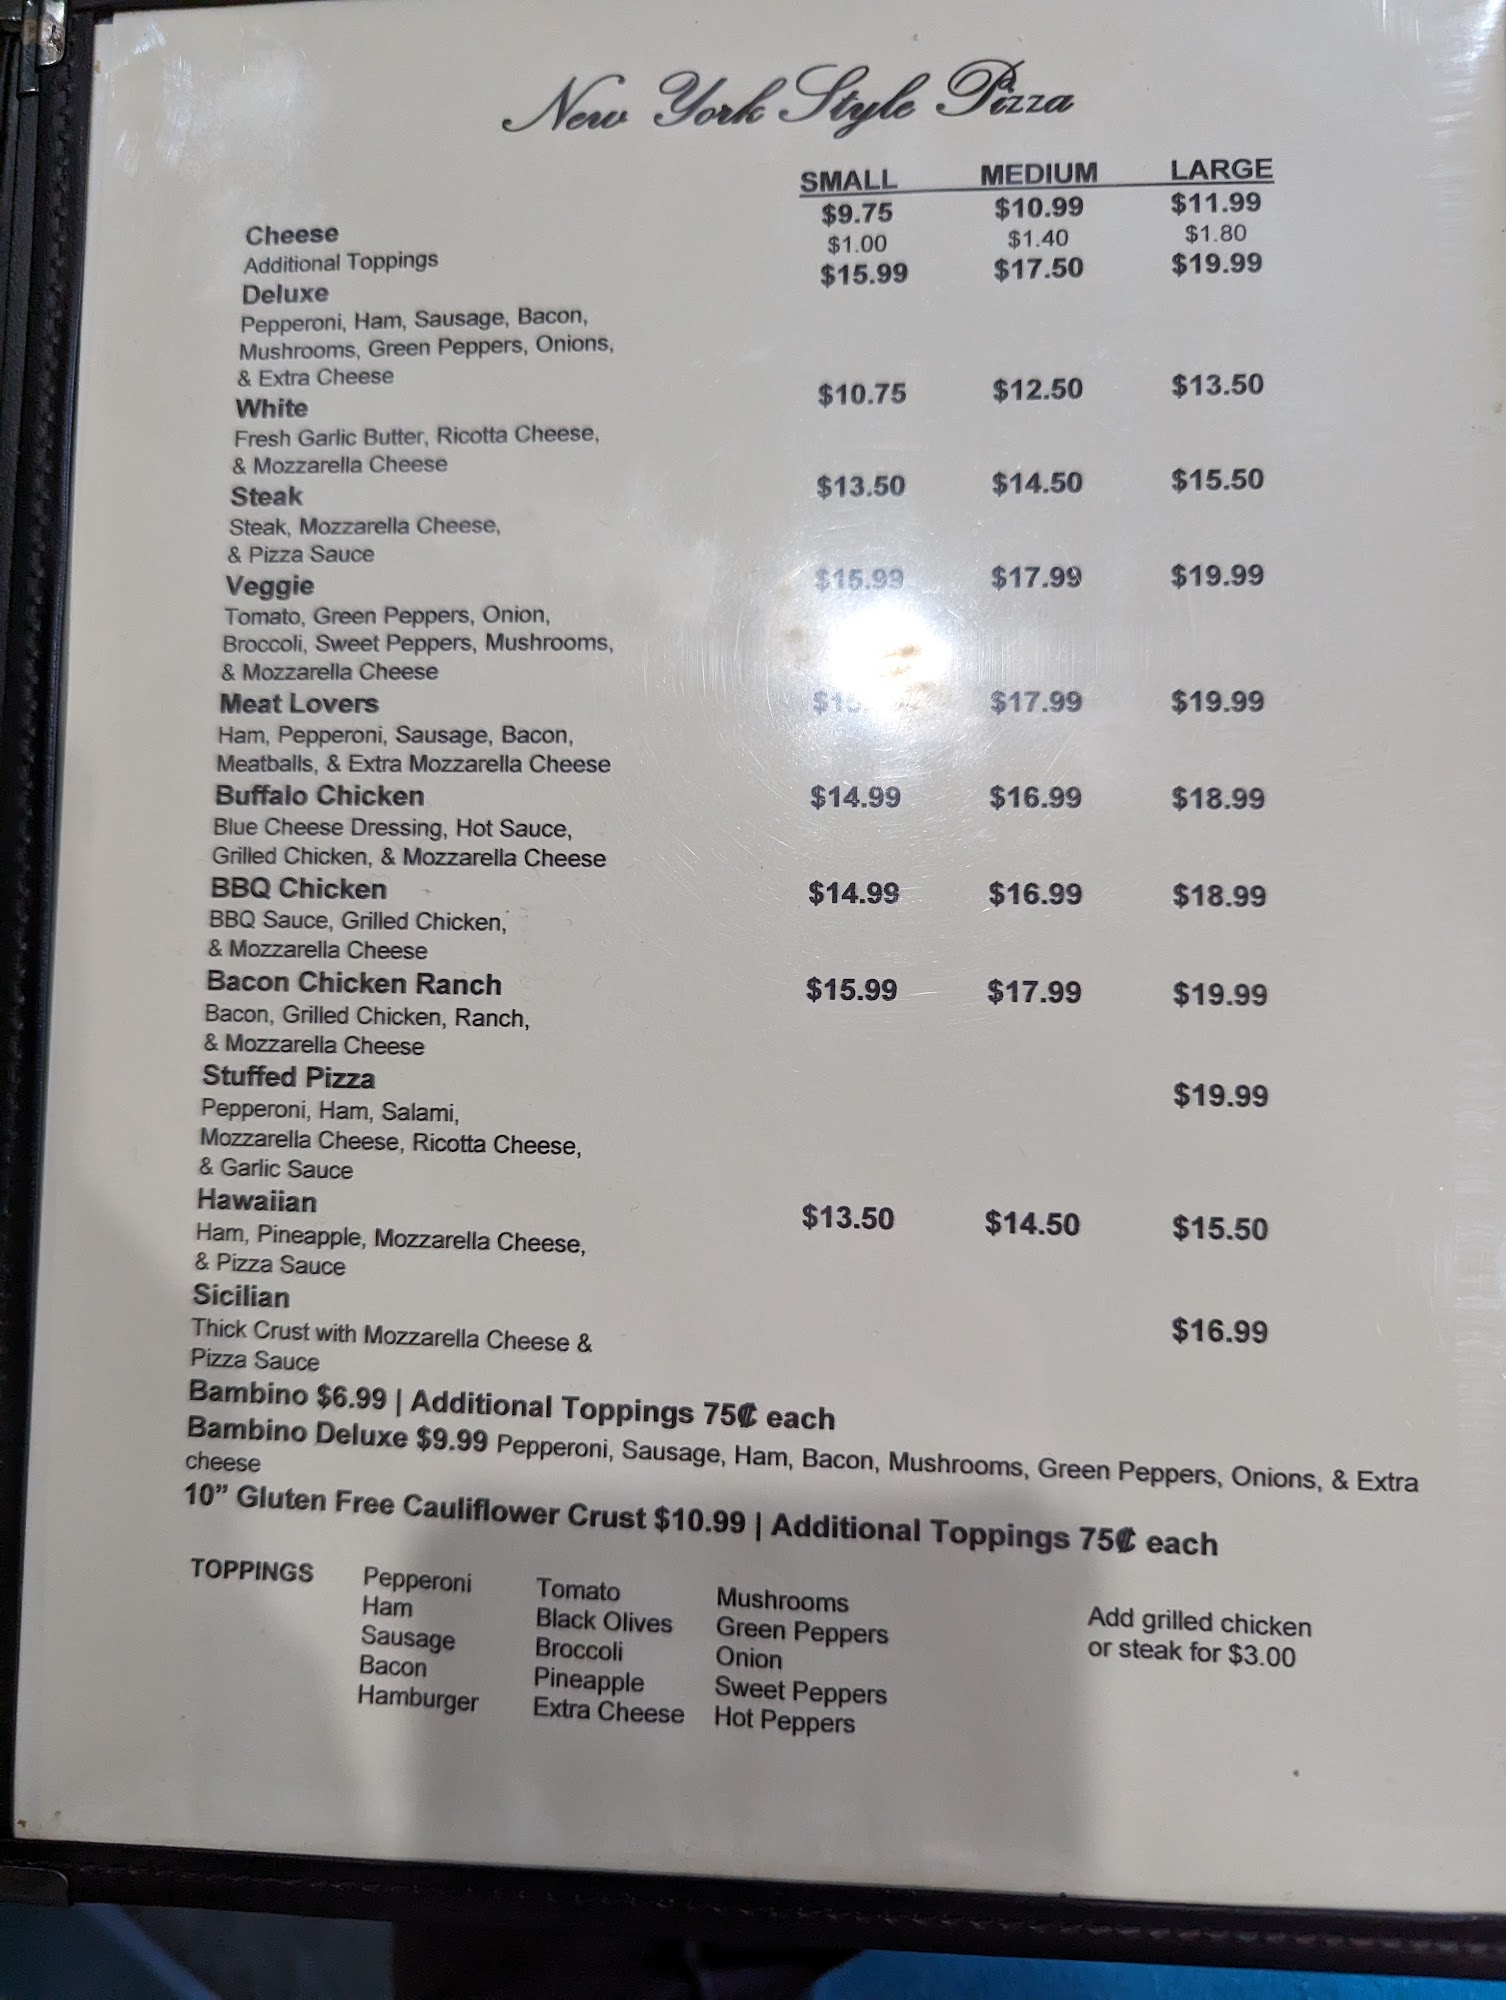 New York Style Pizza
SMALL MEDIUM LARGE
Cheese $9.75 $10.99 $11.99
Additional Toppings $1.00 $1.40 $1.80
Deluxe $15.99 $17.50 $19.99
Pepperoni, Ham, Sausage, Bacon,
Mushrooms, Green Peppers, Onions,
& Extra Cheese
White $10.75 $12.50 $13.50
Fresh Garlic Butter, Ricotta Cheese,
& Mozzarella Cheese
Steak $13.50 $14.50 $15.50
Steak, Mozzarella Cheese,
& Pizza Sauce
Veggie $15.99 $17.99 $19.99
Tomato, Green Peppers, Onion,
Broccoli, Sweet Peppers, Mushrooms,
& Mozzarella Cheese
Meat Lovers $17.99 $19.99
Ham, Pepperoni, Sausage, Bacon,
Meatballs, & Extra Mozzarella Cheese
Buffalo Chicken $14.99 $16.99 $18.99
Blue Cheese Dressing, Hot Sauce,
Grilled Chicken, & Mozzarella Cheese
BBQ Chicken $14.99 $16.99 $18.99
BBQ Sauce, Grilled Chicken,
& Mozzarella Cheese
Bacon Chicken Ranch $15.99 $17.99 $19.99
Bacon, Grilled Chicken, Ranch,
& Mozzarella Cheese
Stuffed Pizza $19.99
Pepperoni, Ham, Salami,
Mozzarella Cheese, Ricotta Cheese,
& Garlic Sauce
Hawaiian $13.50 $14.50 $15.50
Ham, Pineapple, Mozzarella Cheese,
& Pizza Sauce
Sicilian $16.99
Thick Crust with Mozzarella Cheese &
Pizza Sauce
Bambino $6.99 | Additional Toppings 75₡ each
Bambino Deluxe $9.99 Pepperoni, Sausage, Ham, Bacon, Mushrooms, Green Peppers, Onions, & Extra
cheese
10” Gluten Free Cauliflower Crust $10.99 | Additional Toppings 75₡ each
TOPPINGS Pepperoni Tomato Mushrooms
Ham Black Olives Green Peppers Add grilled chicken
Sausage Broccoli Onion or steak for $3.00
Bacon Pineapple Sweet Peppers
Hamburger Extra Cheese Hot Peppers